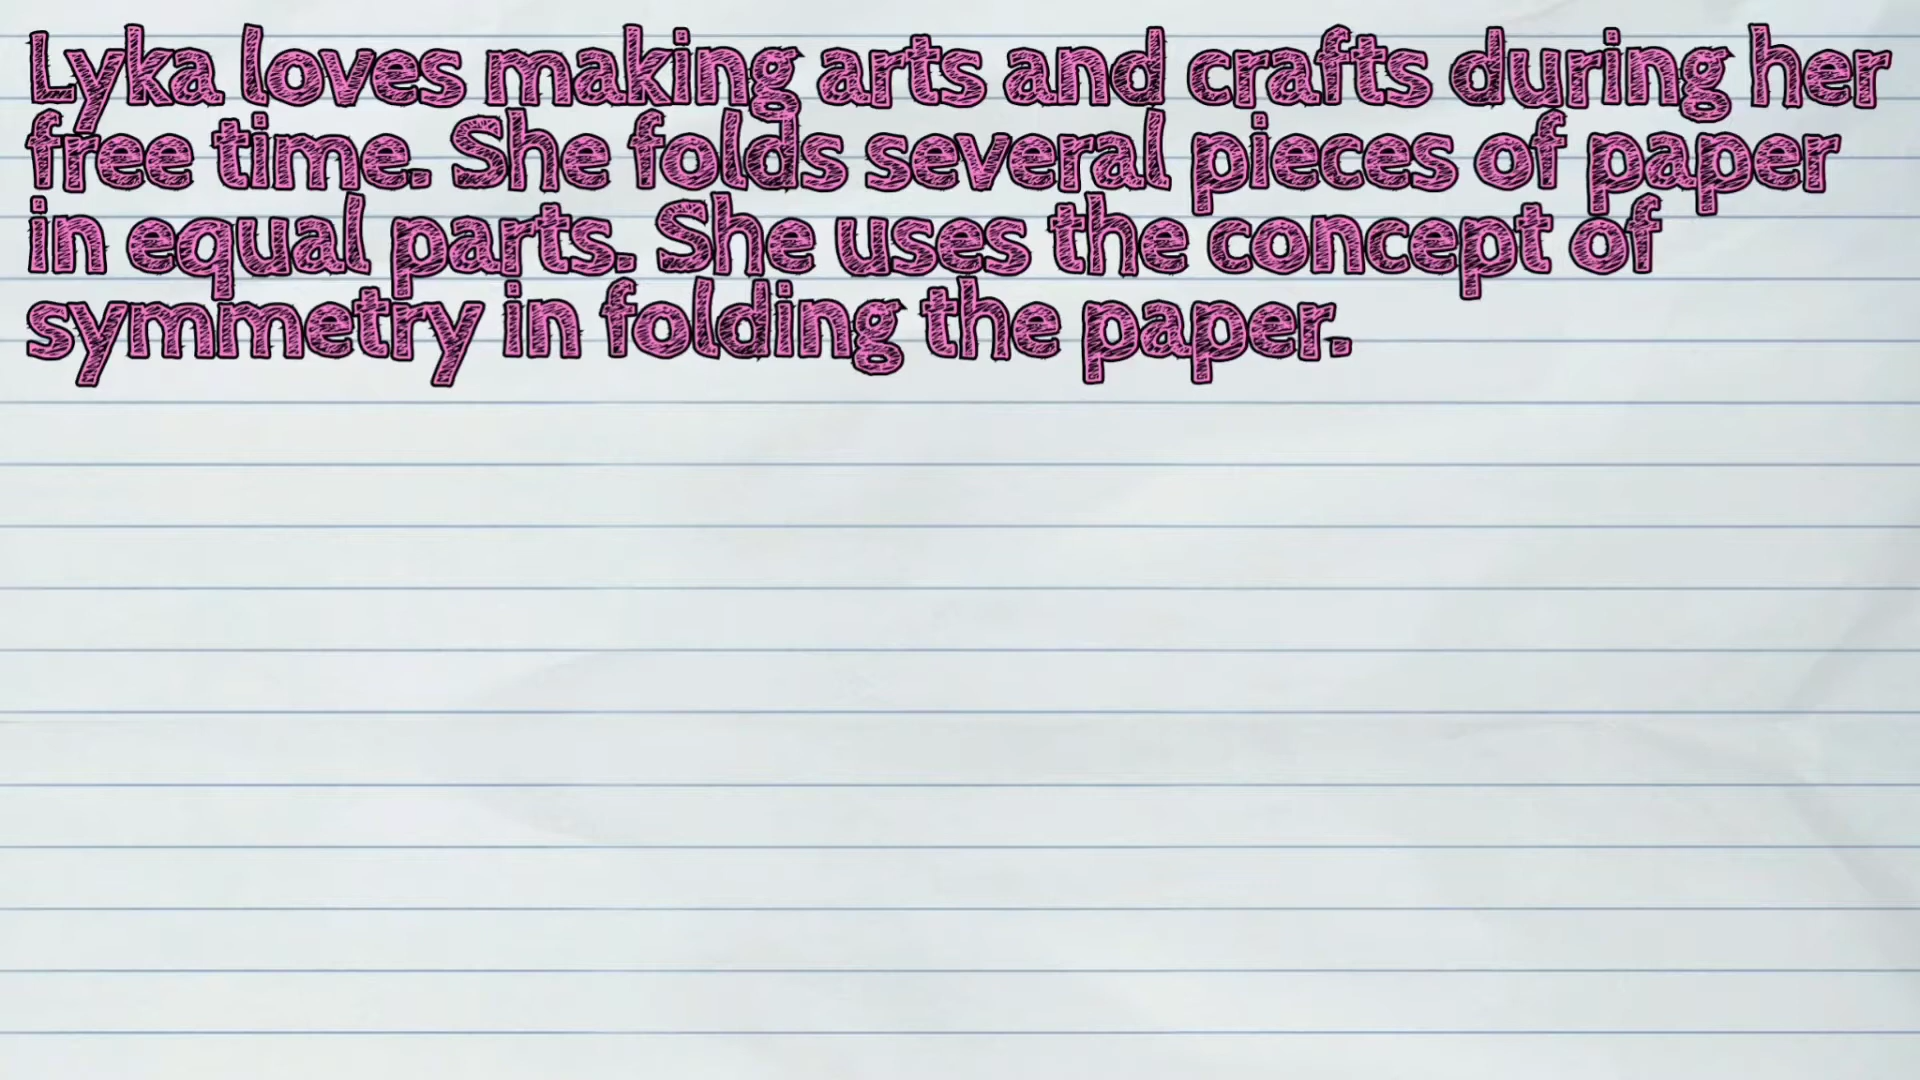 Lyka loves making arts and crafts during her
free time. She folds several pieces of paper
in equal parts. She uses the concept of
symmetry in folding the paper.